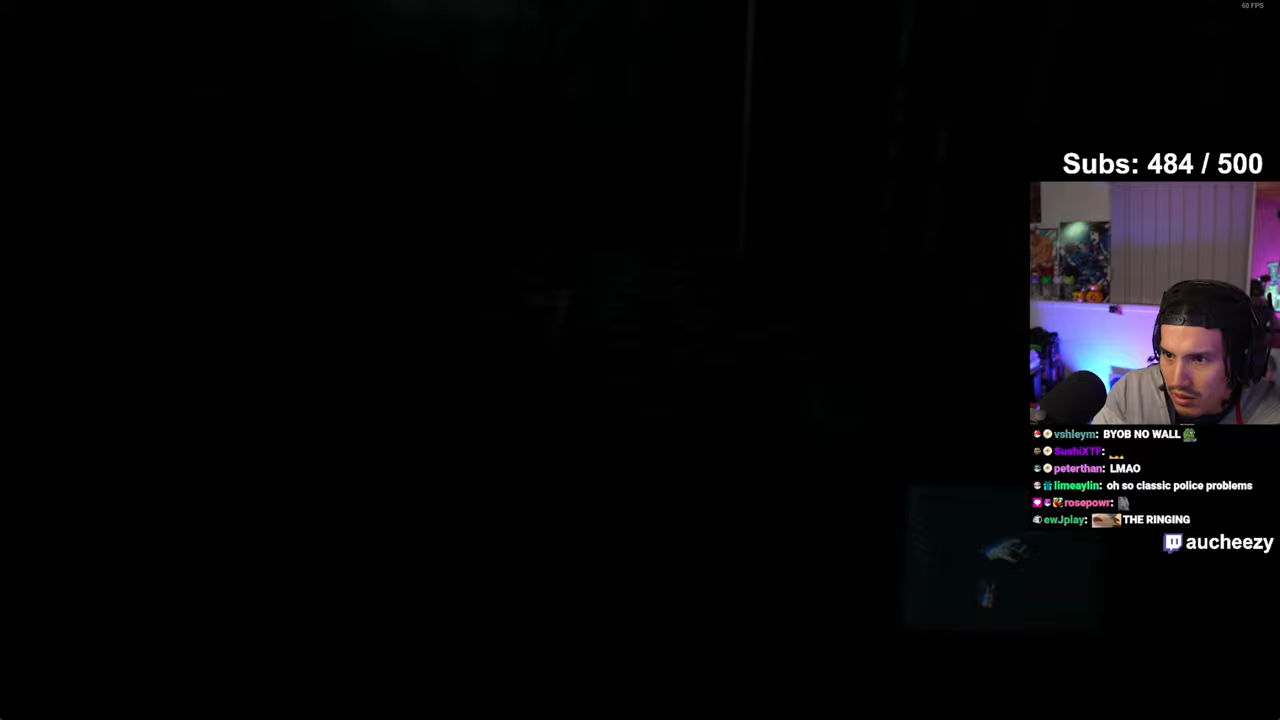 60 FPS
Subs: 484 / 500
vshleym: BYOB NO WALL
SushiXTF:
peterthan: LMAO
limeaylin: oh so classic police problems
rosepowr:
ewJplay: THE RINGING
aucheezy